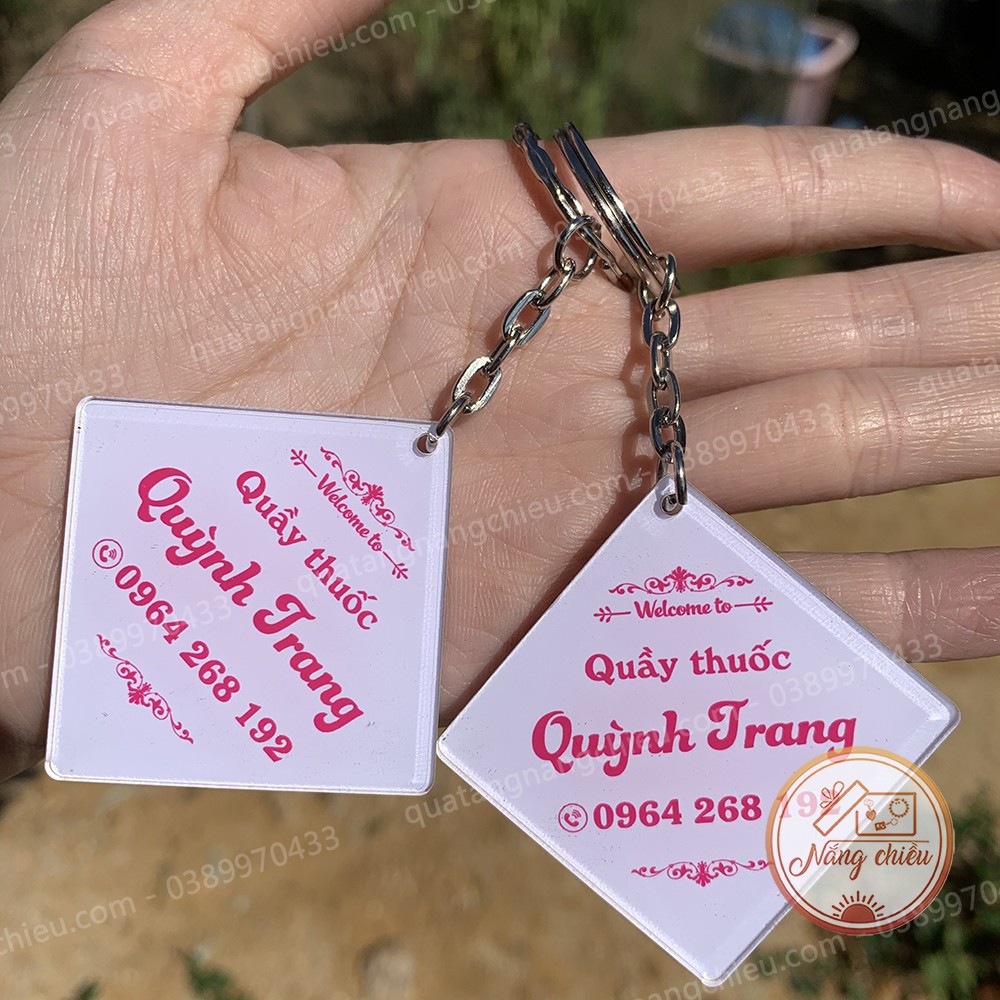 Welcome to
Quầy thuốc
Quỳnh Trang
0964 268 192
Welcome to
Quầy thuốc
Quỳnh Trang
0964 268 192
Nắng chiều
quatangnangchieu.com - 0389970433